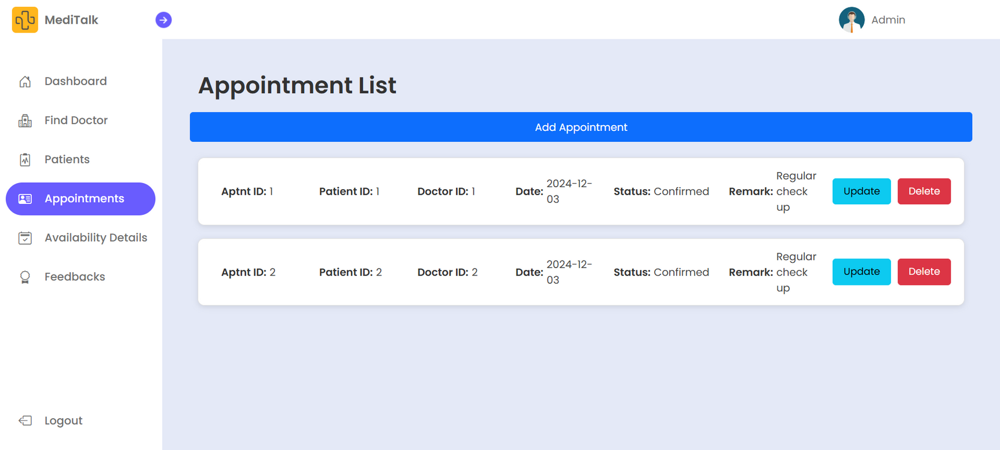 MediTalk
Admin
Dashboard
Find Doctor
Patients
Appointments
Availability Details
Feedbacks
Logout
Appointment List
Add Appointment
Aptnt ID: 1
Patient ID: 1
Doctor ID: 1
Date: 2024-12-
03
Status: Confirmed
Remark: Regular
check
up
Update
Delete
Aptnt ID: 2
Patient ID: 2
Doctor ID: 2
Date: 2024-12-
03
Status: Confirmed
Remark: Regular
check
up
Update
Delete